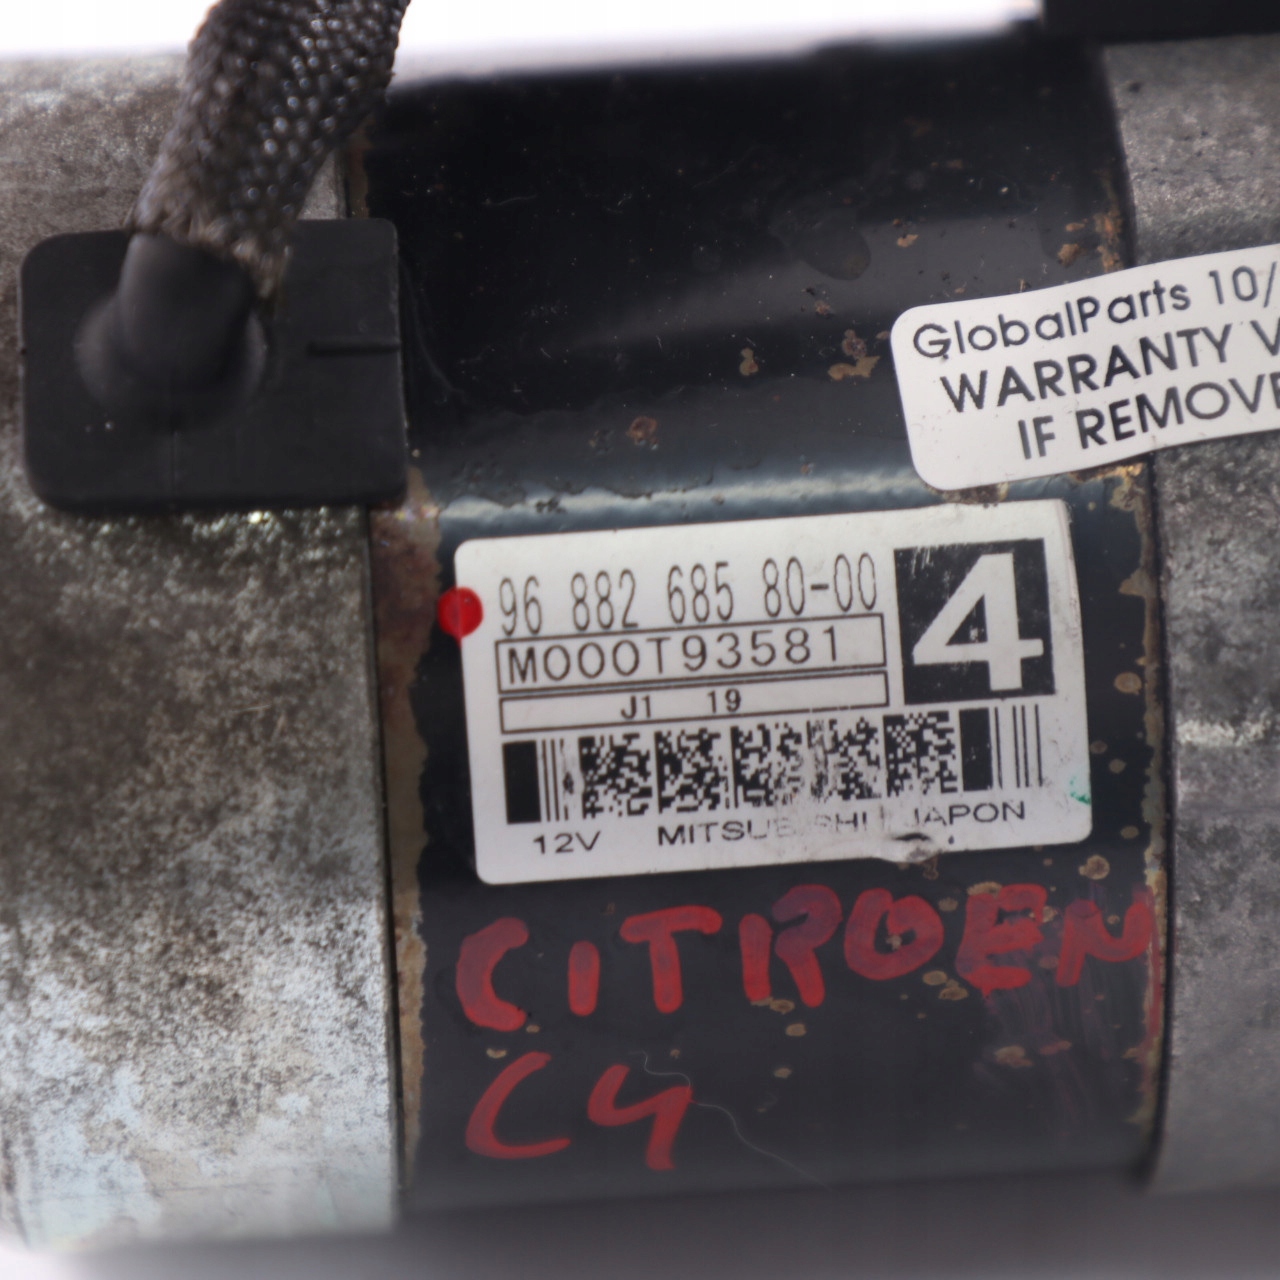 GlobalParts 10/
WARRANTY V
IF REMOVE
96 882 685 80-00
4
M000T93581
J1 19
12V MITSUBISHI JAPON
CITROEN
C4